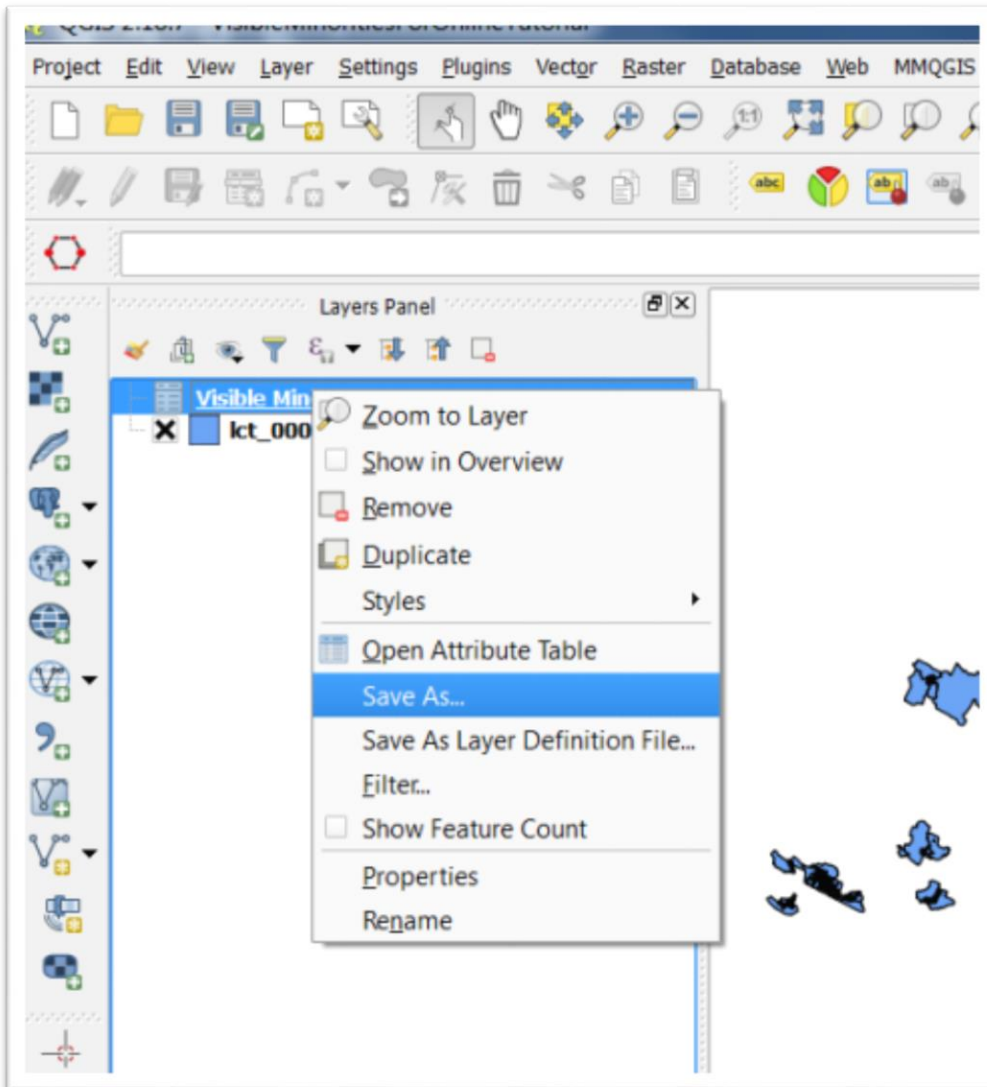 Project Edit View Layer Settings Plugins Vector Raster Database Web MMQGIS
1:1
abc
Layers Panel
Visible Min
lct_000
Zoom to Layer
Show in Overview
Remove
Duplicate
Styles
Open Attribute Table
Save As...
Save As Layer Definition File...
Filter...
Show Feature Count
Properties
Rename